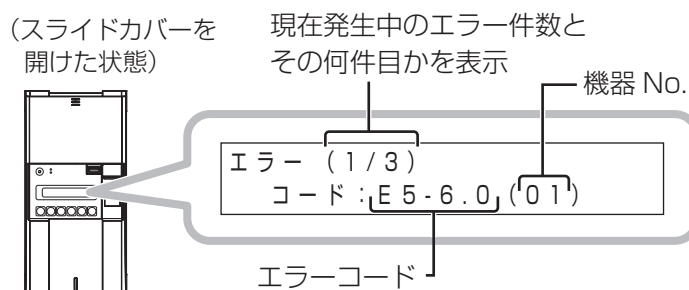 （スライドカバーを
開けた状態）
現在発生中のエラー件数と
その何件目かを表示
機器 No.
エラー (1/3)
コード:E5-6.0(01)
エラーコード